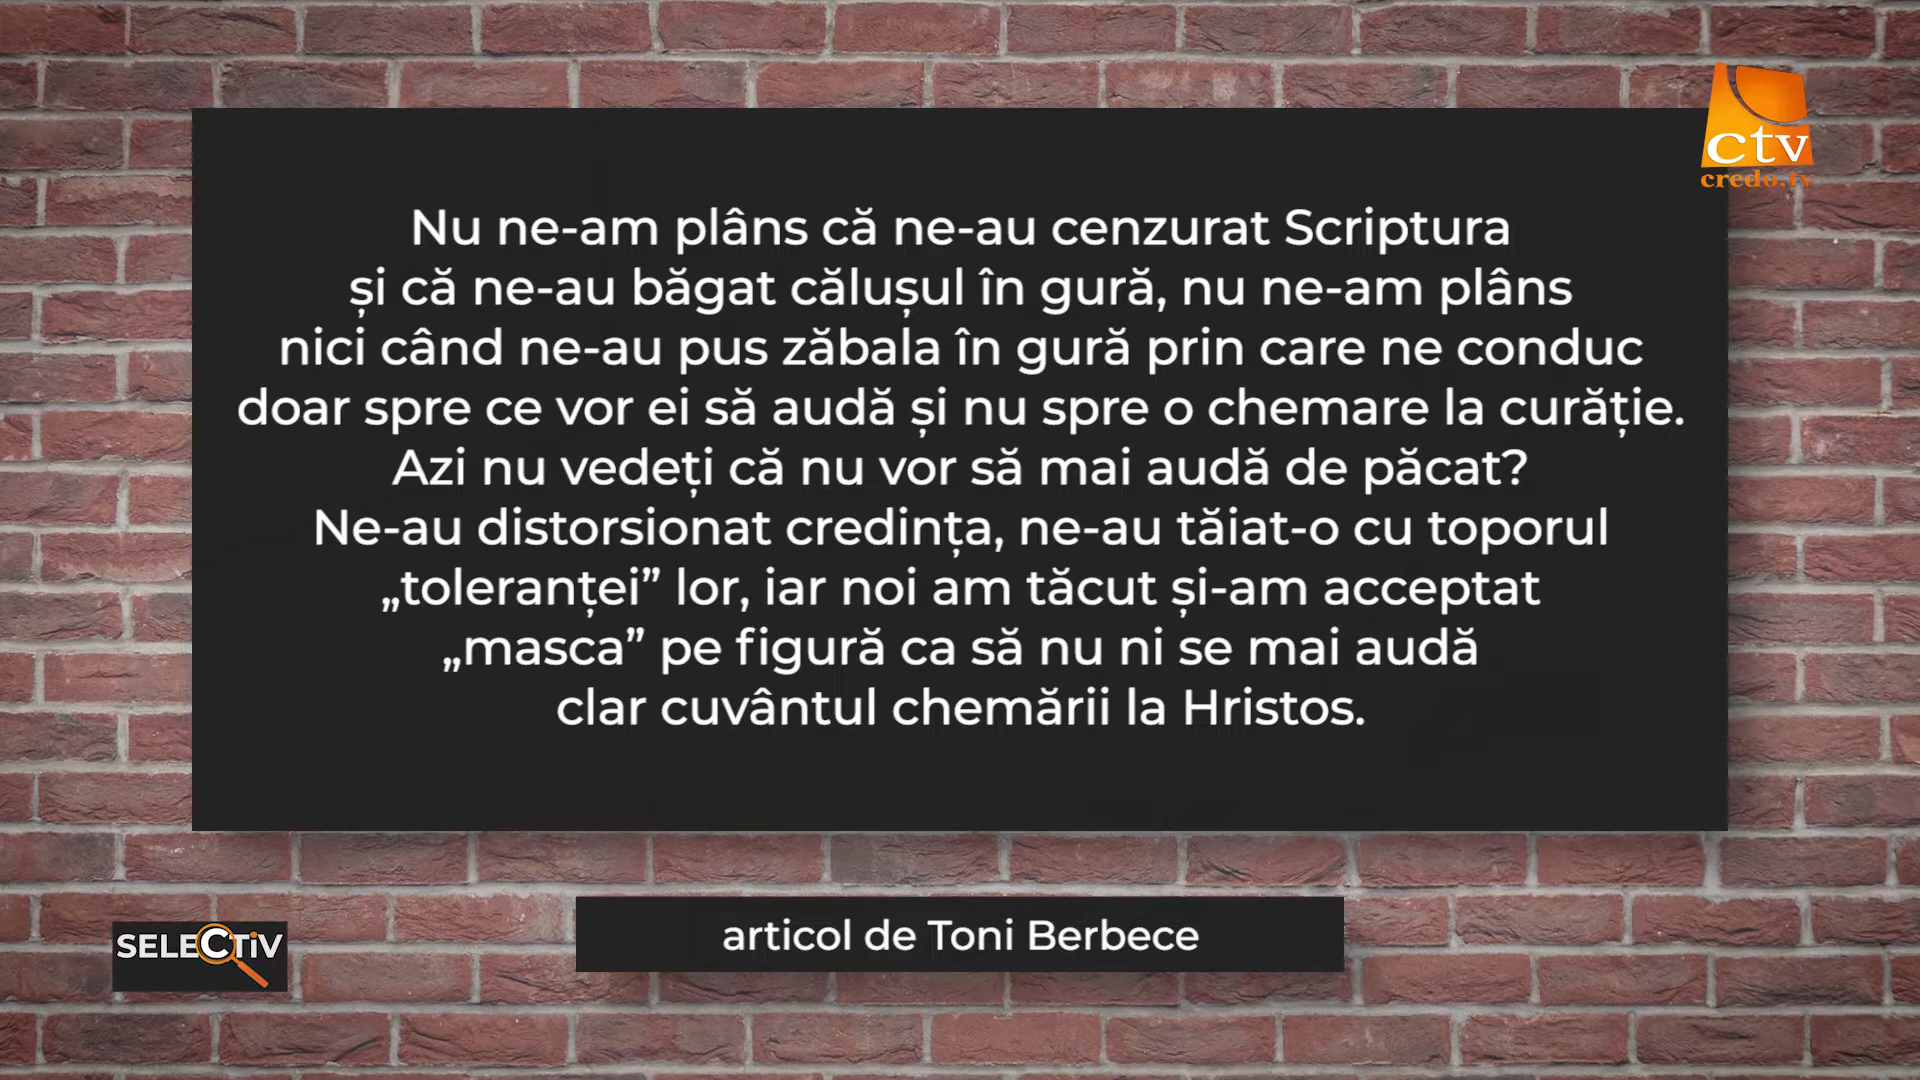 ctv
credo.tv
Nu ne-am plâns că ne-au cenzurat Scriptura
și că ne-au băgat călușul în gură, nu ne-am plâns
nici când ne-au pus zăbala în gură prin care ne conduc
doar spre ce vor ei să audă și nu spre o chemare la curăție.
Azi nu vedeți că nu vor să mai audă de păcat?
Ne-au distorsionat credința, ne-au tăiat-o cu toporul
„toleranței” lor, iar noi am tăcut și-am acceptat
„masca” pe figură ca să nu ni se mai audă
clar cuvântul chemării la Hristos.
articol de Toni Berbece
SELECTiV